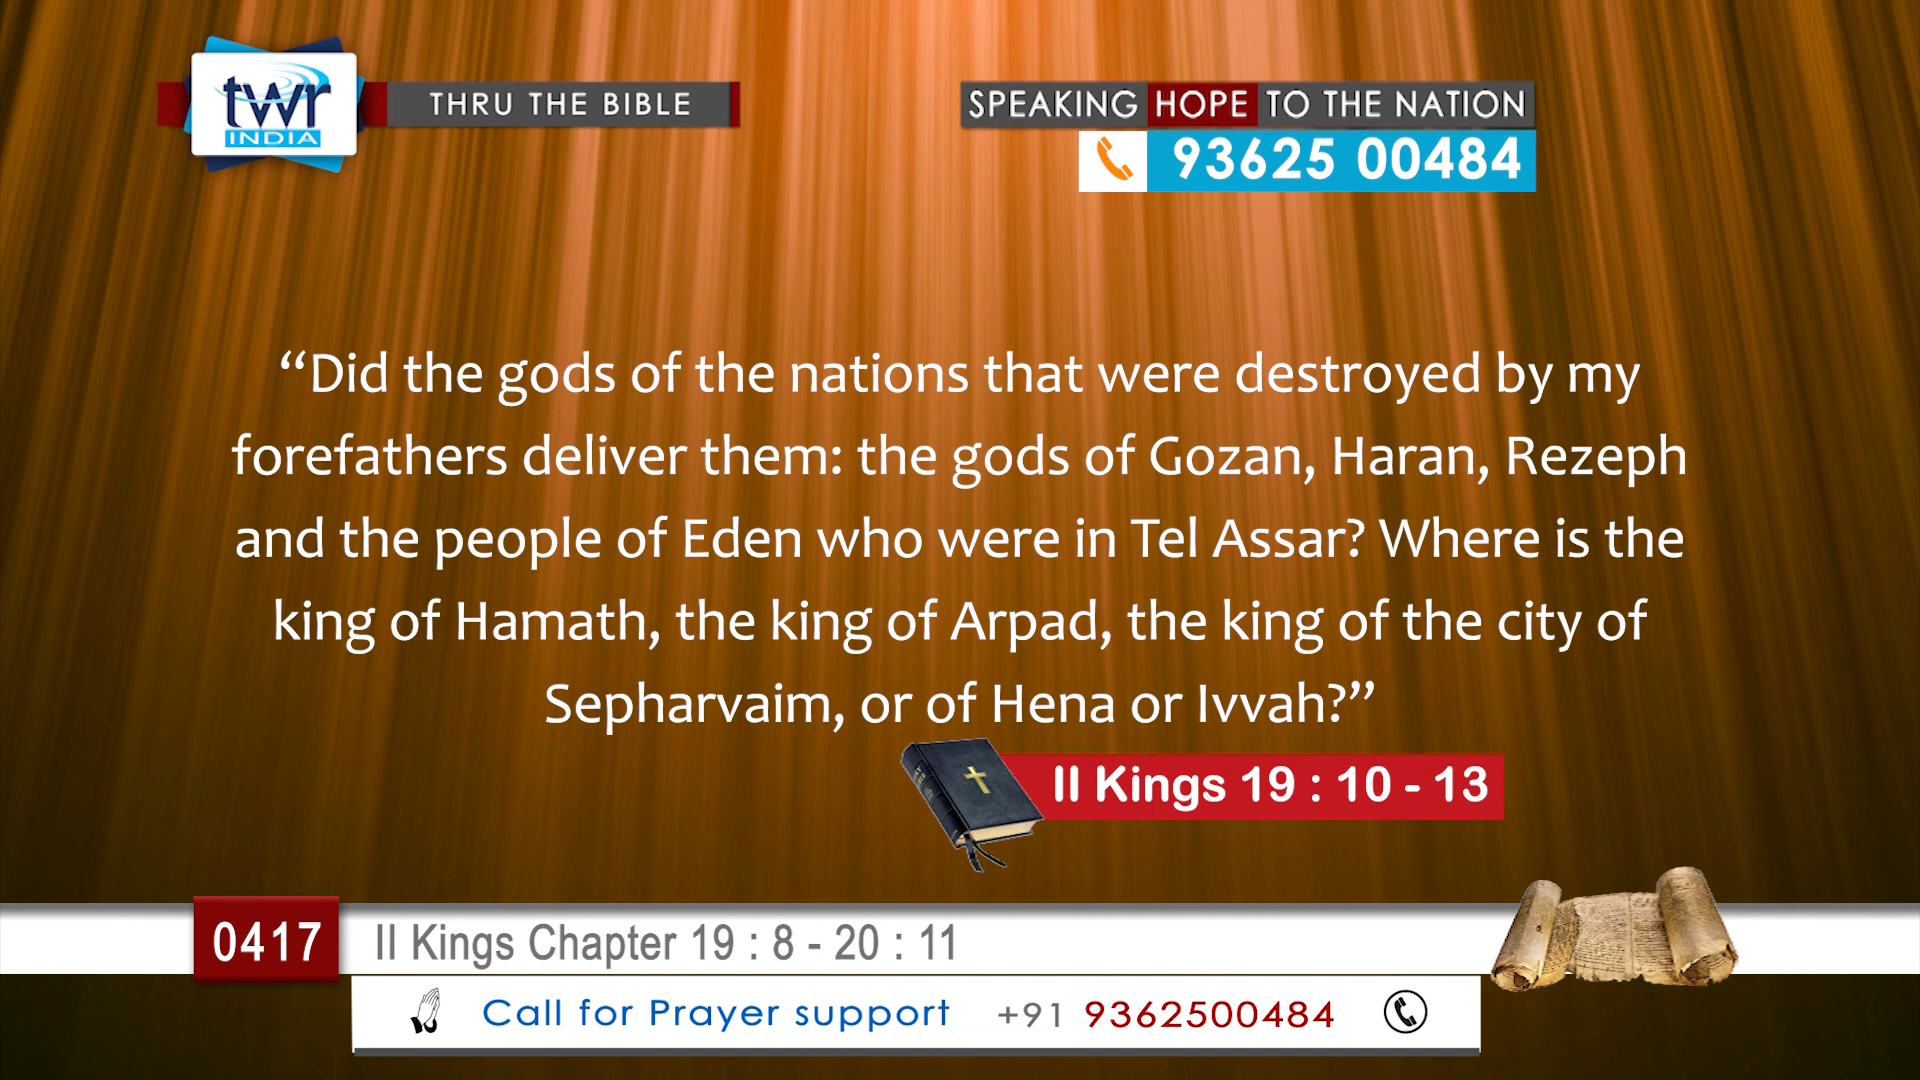 twr
INDIA
THRU THE BIBLE
SPEAKING HOPE TO THE NATION
93625 00484
“Did the gods of the nations that were destroyed by my
forefathers deliver them: the gods of Gozan, Haran, Rezeph
and the people of Eden who were in Tel Assar? Where is the
king of Hamath, the king of Arpad, the king of the city of
Sepharvaim, or of Hena or Ivvah?”
II Kings 19 : 10 - 13
0417
II Kings Chapter 19 : 8 - 20 : 11
Call for Prayer support +91 9362500484